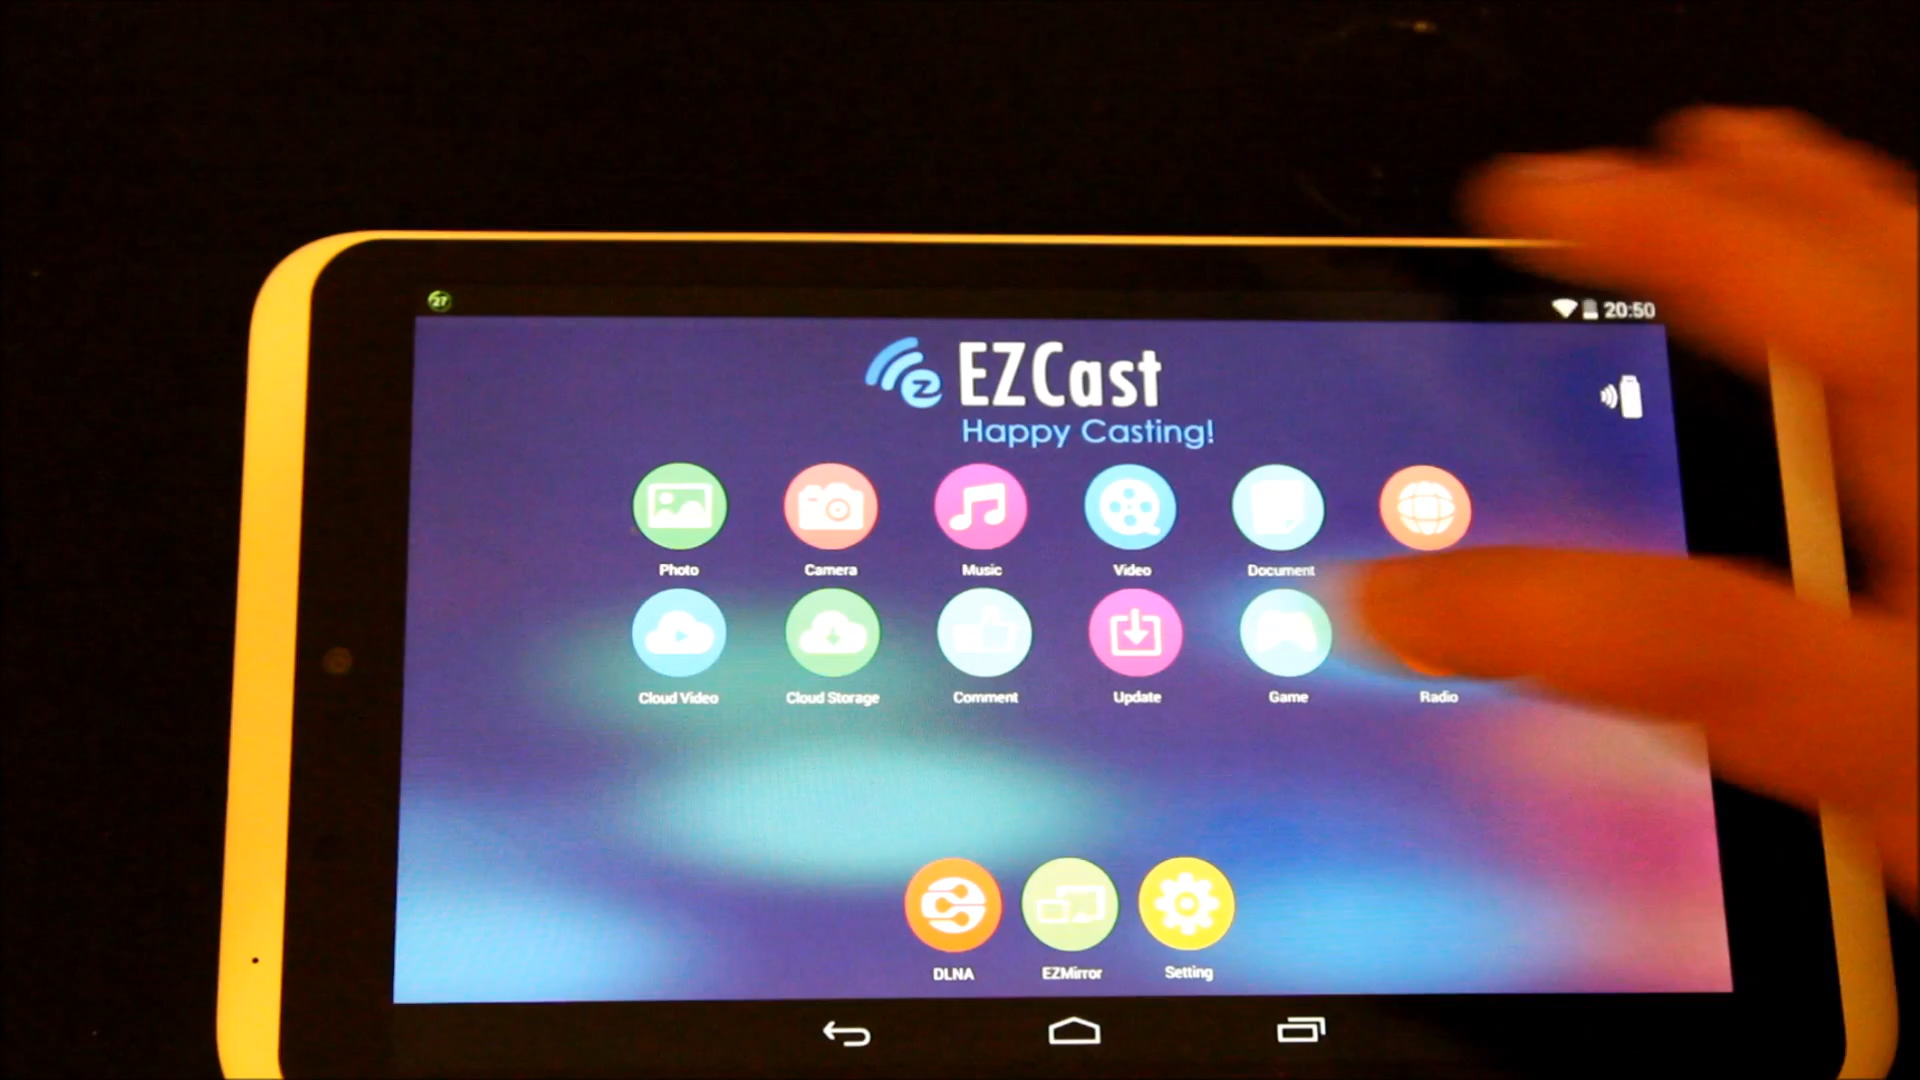 27
20:50
EZCast
Happy Casting!
Photo
Camera
Music
Video
Document
Cloud Video
Cloud Storage
Comment
Update
Game
Radio
DLNA
EZMirror
Setting